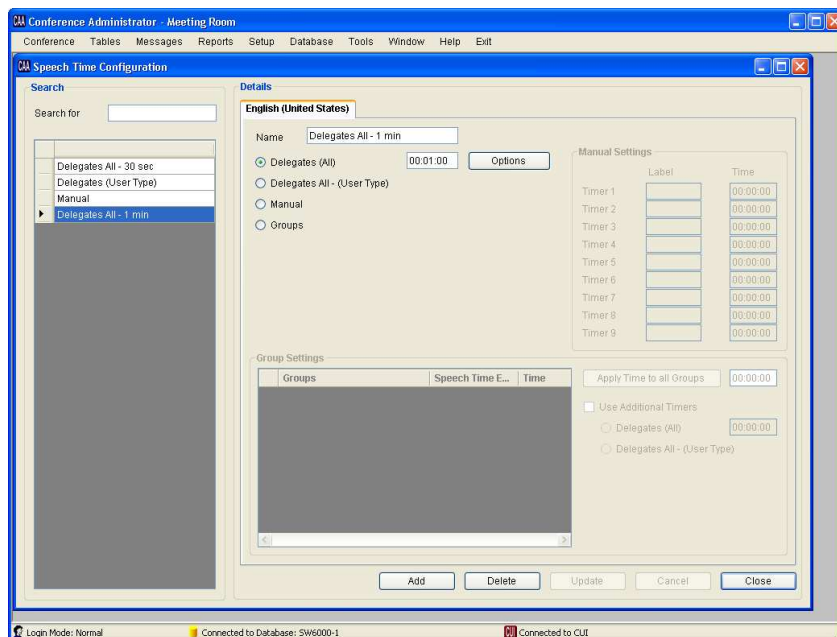 CAA Conference Administrator - Meeting Room
Conference Tables Messages Reports Setup Database Tools Window Help Exit
CAA Speech Time Configuration
Search
Search for
Delegates All - 30 sec
Delegates (User Type)
Manual
Delegates All - 1 min
Details
English (United States)
Name Delegates All - 1 min
Delegates (All) 00:01:00 Options
Delegates All - (User Type)
Manual
Groups
Manual Settings
Label Time
Timer 1 00:00:00
Timer 2 00:00:00
Timer 3 00:00:00
Timer 4 00:00:00
Timer 5 00:00:00
Timer 6 00:00:00
Timer 7 00:00:00
Timer 8 00:00:00
Timer 9 00:00:00
Group Settings
Groups Speech Time E... Time
Apply Time to all Groups 00:00:00
Use Additional Timers
Delegates (All) 00:00:00
Delegates All - (User Type)
Add Delete Update Cancel Close
Login Mode: Normal Connected to Database: SW6000-1 CUI Connected to CUI